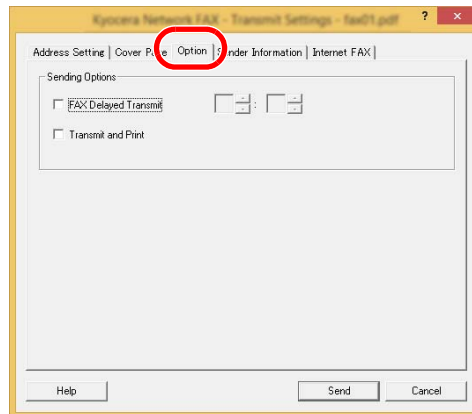 Kyocera Network FAX - Transmit Settings - fax01.pdf ?
Address Setting Cover Option Sender Information Internet FAX
Sending Options
FAX Delayed Transmit :
Transmit and Print
Help Send Cancel